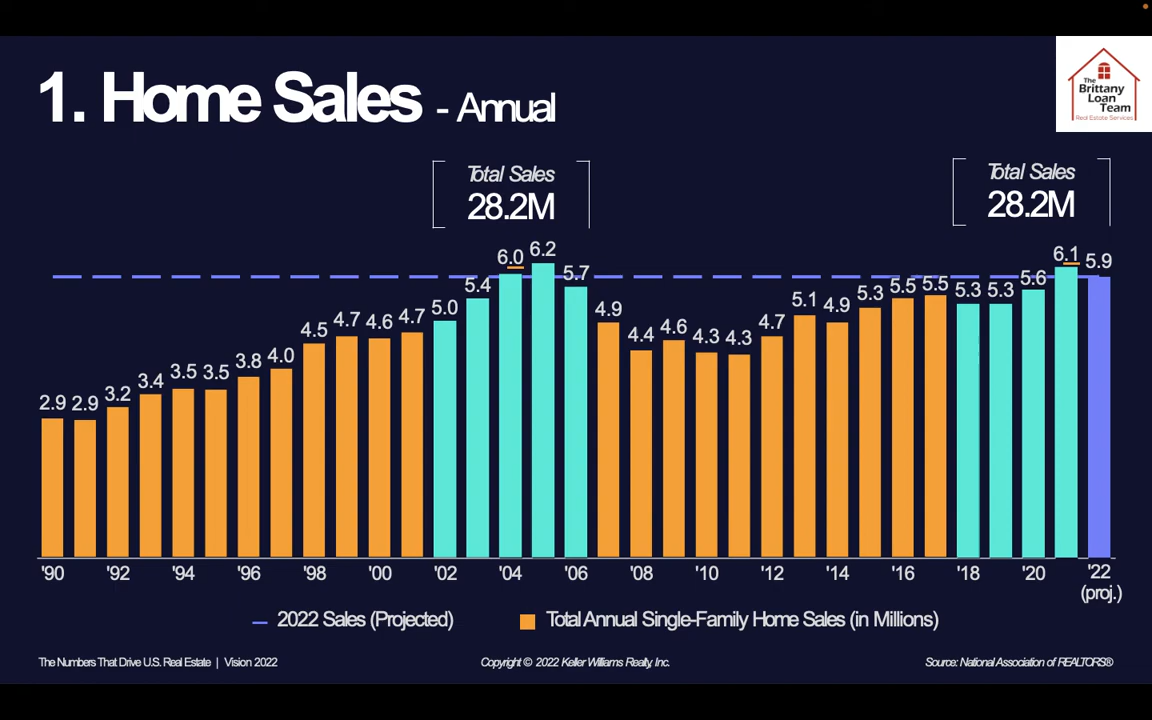 1. Home Sales - Annual
The
Brittany
Loan
Team
Real Estate Services
Total Sales
28.2M
Total Sales
28.2M
2.9 2.9 3.2 3.4 3.5 3.5 3.8 4.0 4.5 4.7 4.6 4.7 5.0 5.4 6.0 6.2 5.7 4.9 4.4 4.6 4.3 4.3 4.7 5.1 4.9 5.3 5.5 5.5 5.3 5.3 5.6 6.1 5.9
'90 '92 '94 '96 '98 '00 '02 '04 '06 '08 '10 '12 '14 '16 '18 '20 '22
(proj.)
2022 Sales (Projected) Total Annual Single-Family Home Sales (in Millions)
The Numbers That Drive U.S. Real Estate | Vision 2022 Copyright © 2022 Keller Williams Realty, Inc. Source: National Association of REALTORS®